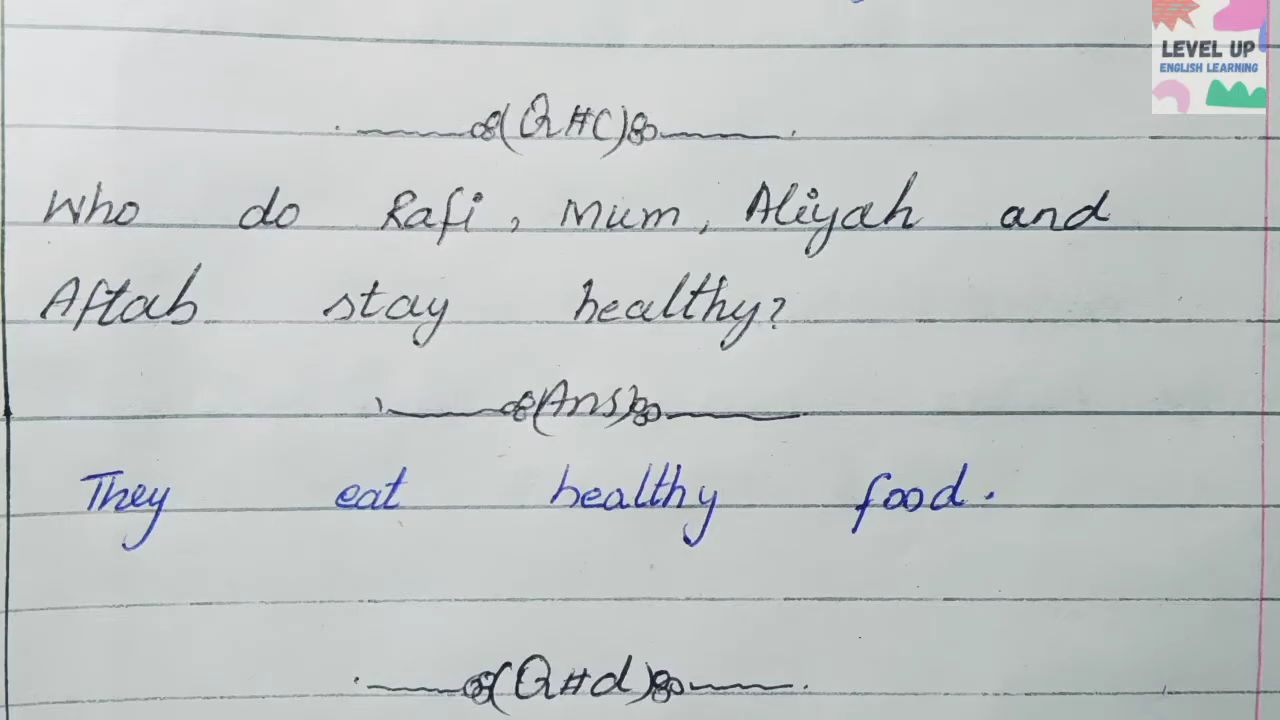 LEVEL UP
ENGLISH LEARNING
(Q#C)
Who do Rafi, Mum, Aliyah and
Aftab stay healthy?
(Ans)
They eat healthy food.
(Q#d)